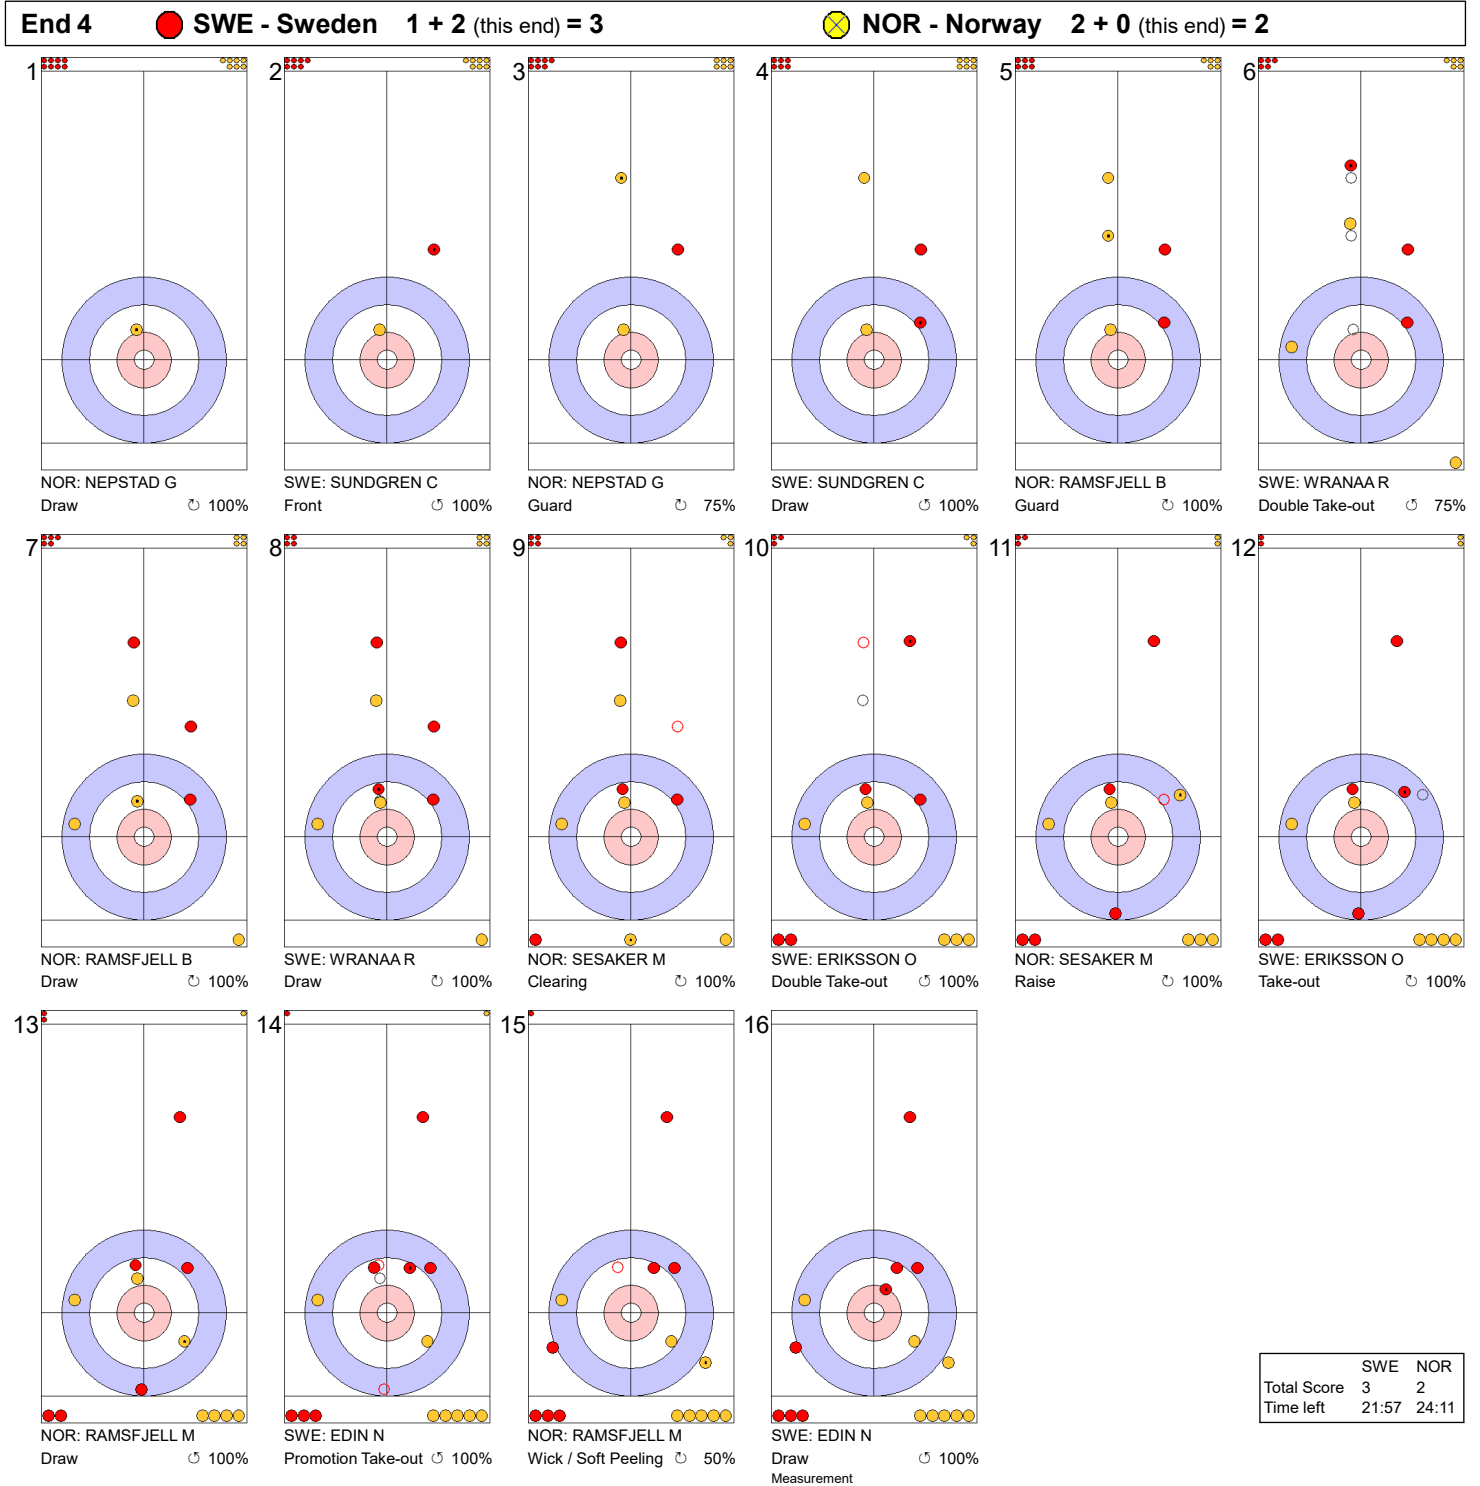 End 4 SWE - Sweden 1 + 2 (this end) = 3 NOR - Norway 2 + 0 (this end) = 2
1 2 3 4 5 6
NOR: NEPSTAD G SWE: SUNDGREN C NOR: NEPSTAD G SWE: SUNDGREN C NOR: RAMSFJELL B SWE: WRANAA R
Draw ↻ 100% Front ↺ 100% Guard ↺ 75% Draw ↻ 100% Guard ↺ 100% Double Take-out ↺ 75%
7 8 9 10 11 12
NOR: RAMSFJELL B SWE: WRANAA R NOR: SESAKER M SWE: ERIKSSON O NOR: SESAKER M SWE: ERIKSSON O
Draw ↻ 100% Draw ↻ 100% Clearing ↻ 100% Double Take-out ↻ 100% Raise ↻ 100% Take-out ↺ 100%
13 14 15 16
NOR: RAMSFJELL M SWE: EDIN N NOR: RAMSFJELL M SWE: EDIN N
Draw ↺ 100% Promotion Take-out ↺ 100% Wick / Soft Peeling ↻ 50% Draw ↺ 100%
Measurement
SWE NOR
Total Score 3 2
Time left 21:57 24:11